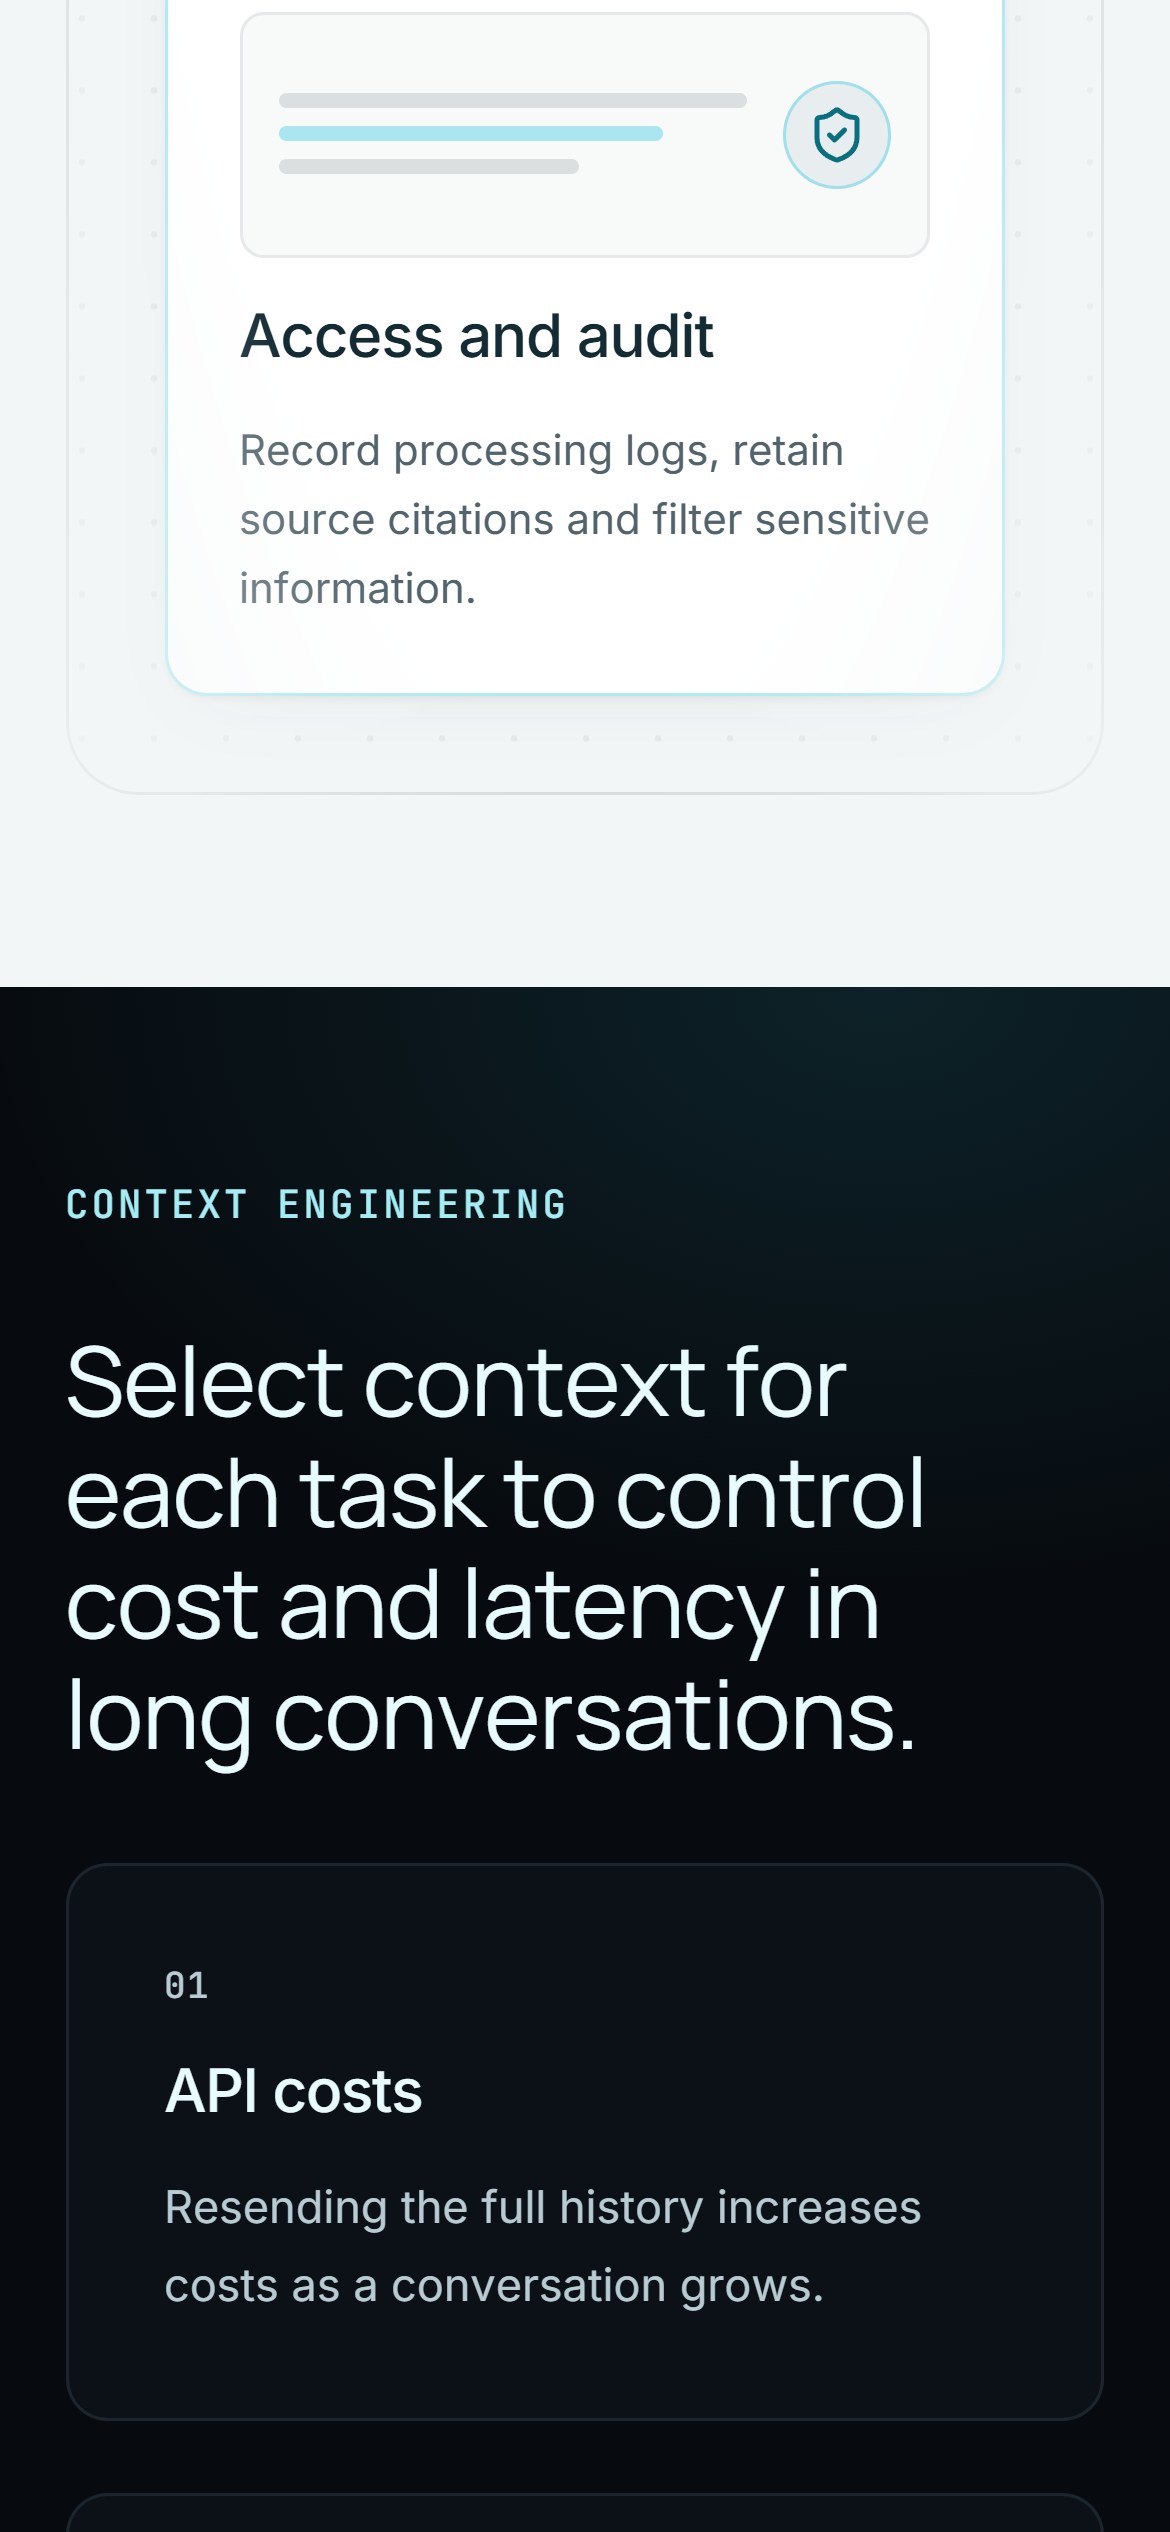 Access and audit
Record processing logs, retain
source citations and filter sensitive
information.
CONTEXT ENGINEERING
Select context for
each task to control
cost and latency in
long conversations.
01
API costs
Resending the full history increases
costs as a conversation grows.